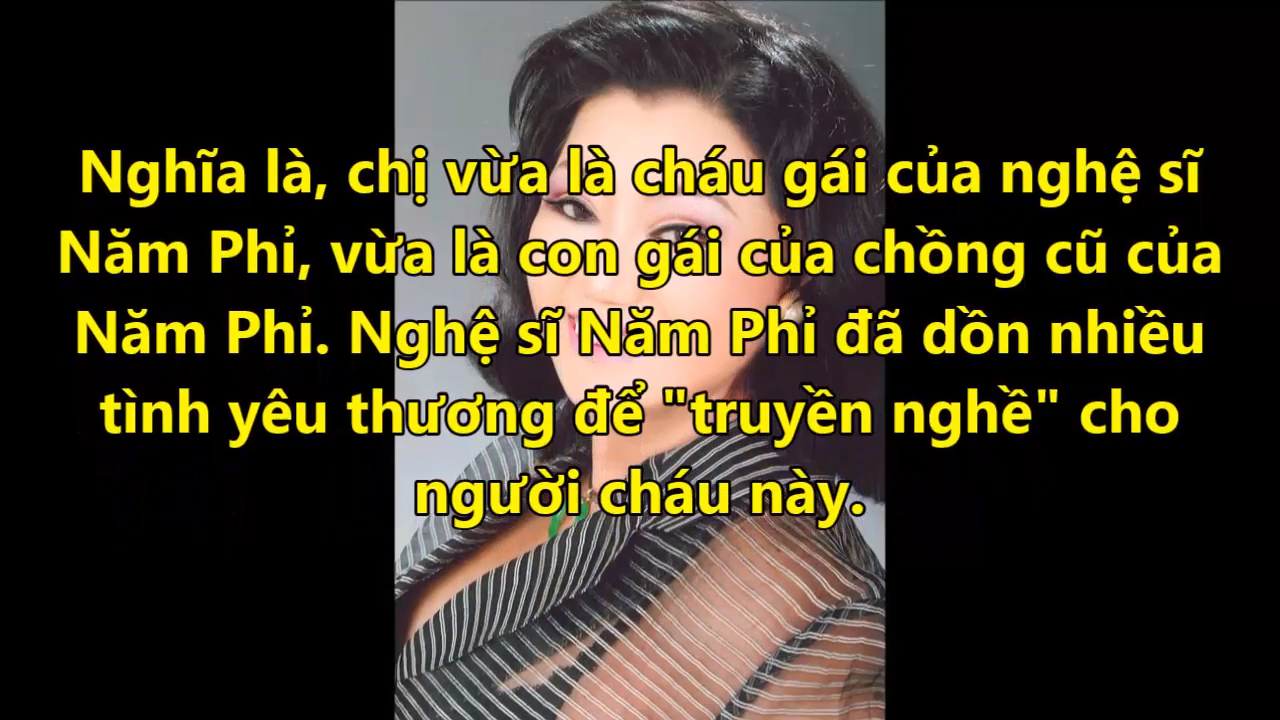 Nghĩa là, chị vừa là cháu gái của nghệ sĩ
Năm Phỉ, vừa là con gái của chồng cũ của
Năm Phỉ. Nghệ sĩ Năm Phỉ đã dồn nhiều
tình yêu thương để "truyền nghề" cho
người cháu này.